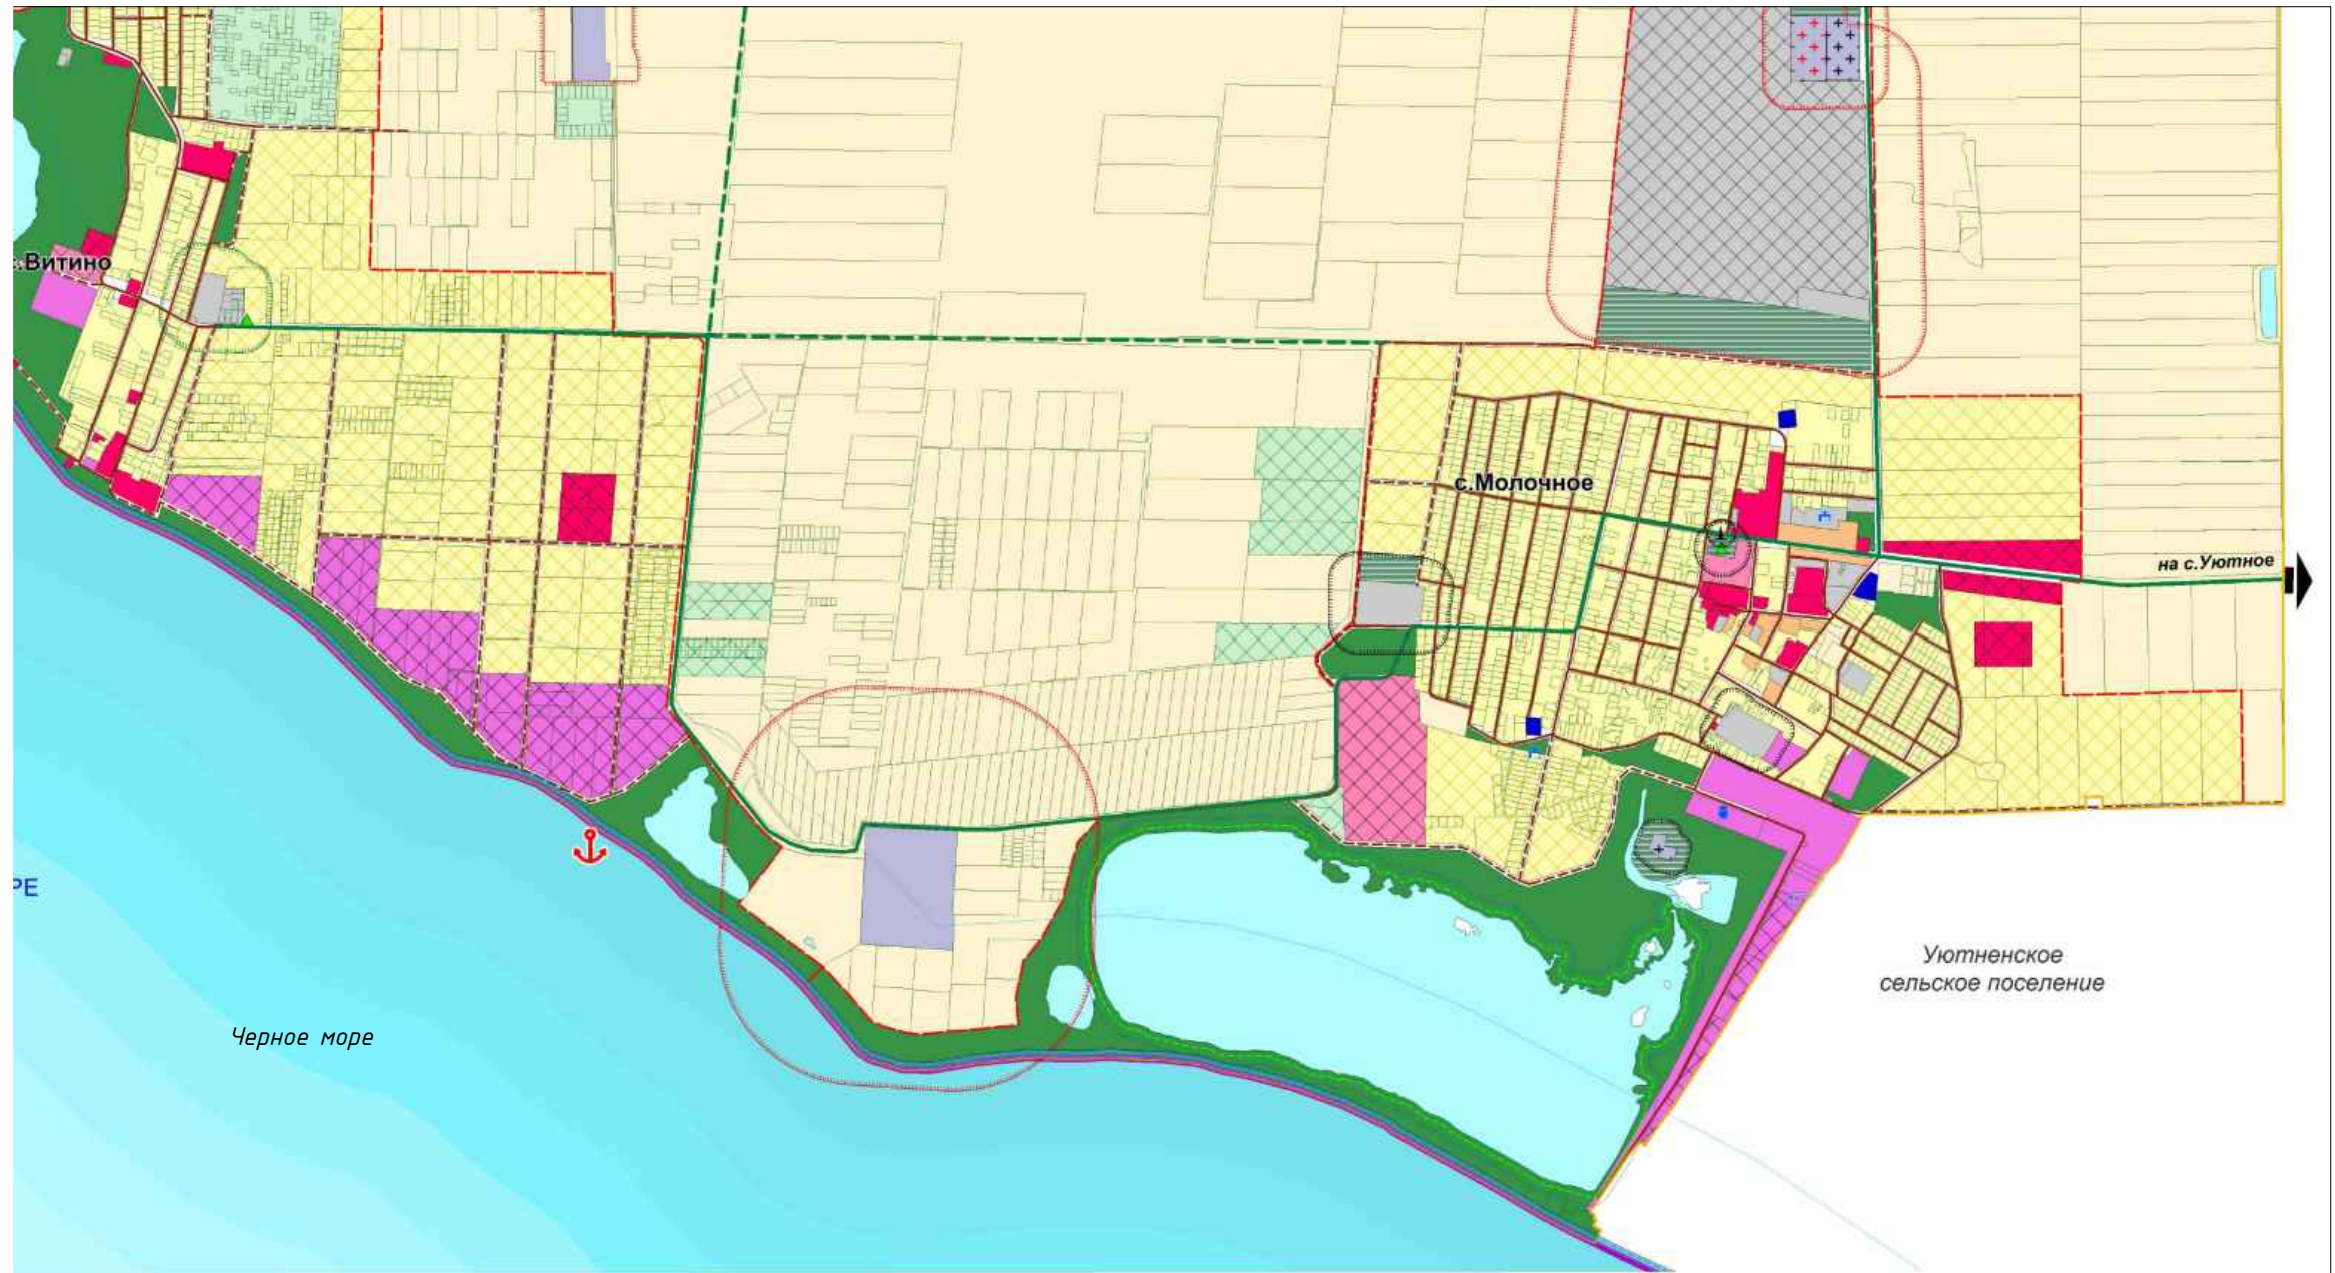 с.Витино
с.Молочное
на с.Уютное
РЕ
Уютненское
сельское поселение
Черное море